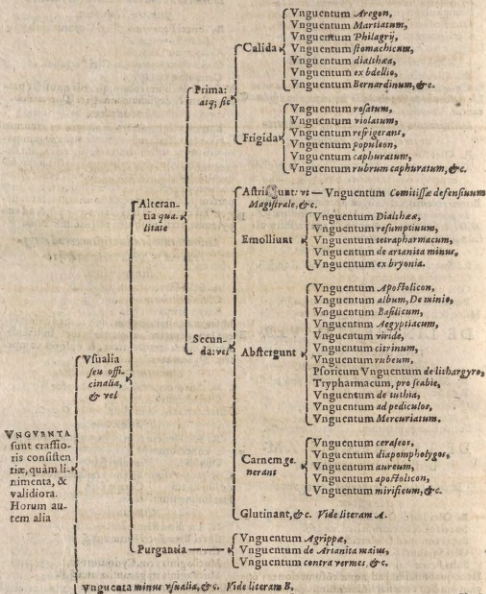 Vnguentum Aregon,
Vnguentum Martiatum,
Vnguentum Philagrij,
Calida
Vnguentum stomachicum,
Vnguentum dialthæa,
Vnguentum ex bdellio,
Vnguentum Bernardinum, &c.
Prima:
atq; sic
Vnguentum rosatum,
Vnguentum violatum,
Frigida
Vnguentum refrigerans,
Vnguentum populeon,
Vnguentum caphuratum,
Vnguentum rubrum caphuratum, &c.
Alteran-
tia qua-
litate
Astringunt: vt — Vnguentum Comitissæ defensiuum
Magistrale, &c.
Vnguentum Dialthææ,
Vnguentum resumptiuum,
Emolliunt
Vnguentum tetrapharmacum,
Vnguentum de artanita minus,
Vnguentum ex bryonia.
Secun-
da: vel
Vnguentum Apostolicon,
Vnguentum album, De minio,
Vnguentum Basilicum,
Vnguentum Aegyptiacum,
Vnguentum viride,
Abstergunt
Vnguentum citrinum,
Vnguentum rubeum,
Psoricum Vnguentum de lithargyro,
Trypharmacum, pro scabie,
Vnguentum de tuthia,
Vnguentum ad pediculos,
Vnguentum Mercuriatum.
Vsualia
seu offi-
cinalia,
& vel
Vnguentum ceraseos,
Vnguentum diapompholygos,
Carnem ge-
nerant
Vnguentum aureum,
Vnguentum apostolicon,
Vnguentum mirificum, &c.
Glutinant, &c. Vide literam A.
VNGVENTA
sunt crassio-
ris consisten-
tiæ, quàm li-
nimenta, &
validiora.
Horum au-
tem alia
Purgantia
Vnguentum Agrippæ,
Vnguentum de Artanita maius,
Vnguentum contra vermes, &c.
Vnguenta minus vsualia, &c. Vide literam B.